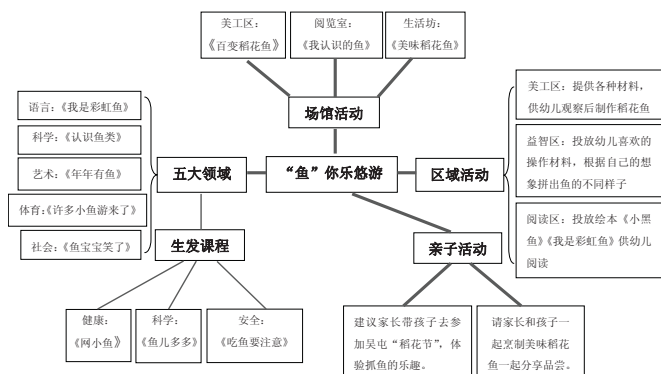 美工区：
《百变稻花鱼》
阅览室：
《我认识的鱼》
生活坊：
《美味稻花鱼》
场馆活动
语言：《我是彩虹鱼》
科学：《认识鱼类》
艺术：《年年有鱼》
体育：《许多小鱼游来了》
社会：《鱼宝宝笑了》
五大领域
“鱼”你乐悠游
区域活动
美工区：提供各种材料，
供幼儿观察后制作稻花鱼
益智区：投放幼儿喜欢的
操作材料，根据自己的想
象拼出鱼的不同样子
阅读区：投放绘本《小黑
鱼》《我是彩虹鱼》供幼儿
阅读
生发课程
亲子活动
健康：
《网小鱼》
科学：
《鱼儿多多》
安全：
《吃鱼要注意》
建议家长带孩子去参
加吴屯“稻花节”，体
验抓鱼的乐趣。
请家长和孩子一
起烹制美味稻花
鱼一起分享品尝。